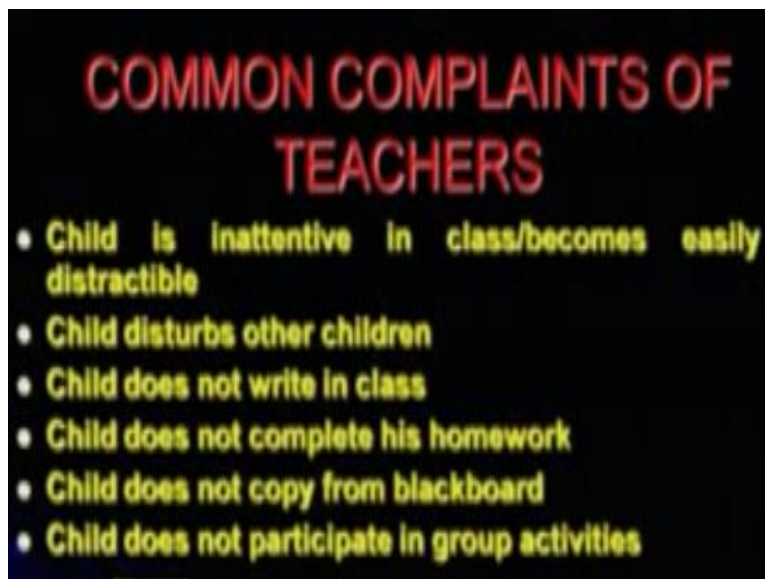 COMMON COMPLAINTS OF
TEACHERS
• Child is inattentive in class/becomes easily
distractible
• Child disturbs other children
• Child does not write in class
• Child does not complete his homework
• Child does not copy from blackboard
• Child does not participate in group activities